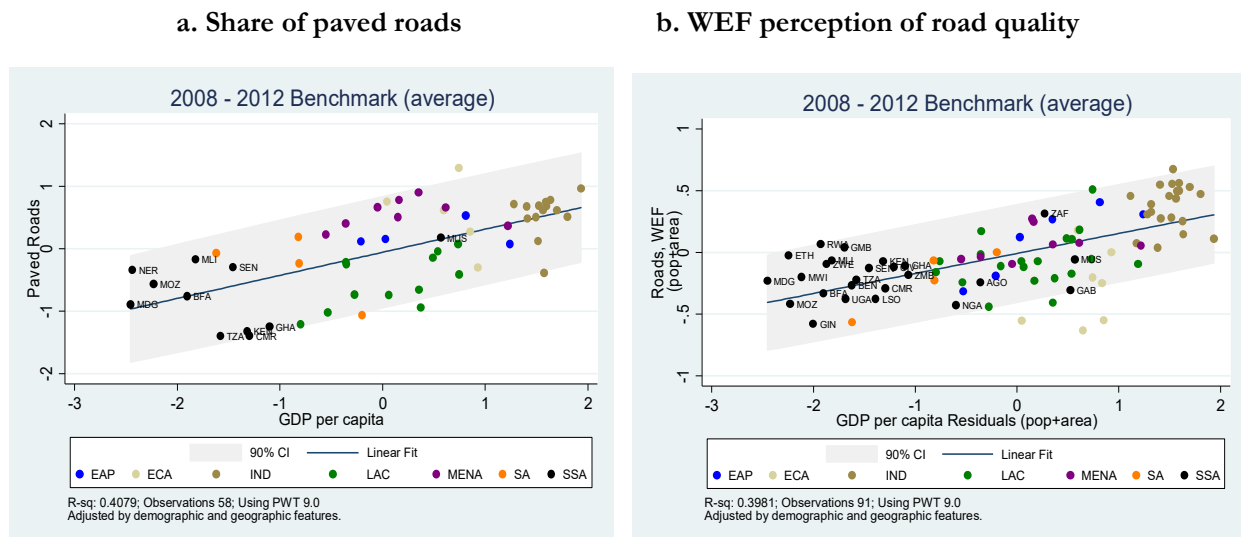 a. Share of paved roads
2008 - 2012 Benchmark (average)
Paved Roads
2
1
0
-1
-2
NER
MDG
MOZ
MLI
BFA
SEN
TZA
KEN
CMR
GHA
MUS
-3
-2
-1
0
1
2
GDP per capita
90% CI
Linear Fit
EAP
ECA
IND
LAC
MENA
SA
SSA
R-sq: 0.4079; Observations 58; Using PWT 9.0
Adjusted by demographic and geographic features.
b. WEF perception of road quality
2008 - 2012 Benchmark (average)
Roads, WEF
(pop+area)
1
.5
0
-.5
-1
ETH
RWA
GMB
MLI
ZWE
MDG
MWI
MOZ
BFA
GIN
BEN
UGA
TZA
SEN
KEN
GHA
ZMB
CMR
LSO
NGA
AGO
ZAF
MUS
GAB
-3
-2
-1
0
1
2
GDP per capita Residuals (pop+area)
90% CI
Linear Fit
EAP
ECA
IND
LAC
MENA
SA
SSA
R-sq: 0.3981; Observations 91; Using PWT 9.0
Adjusted by demographic and geographic features.